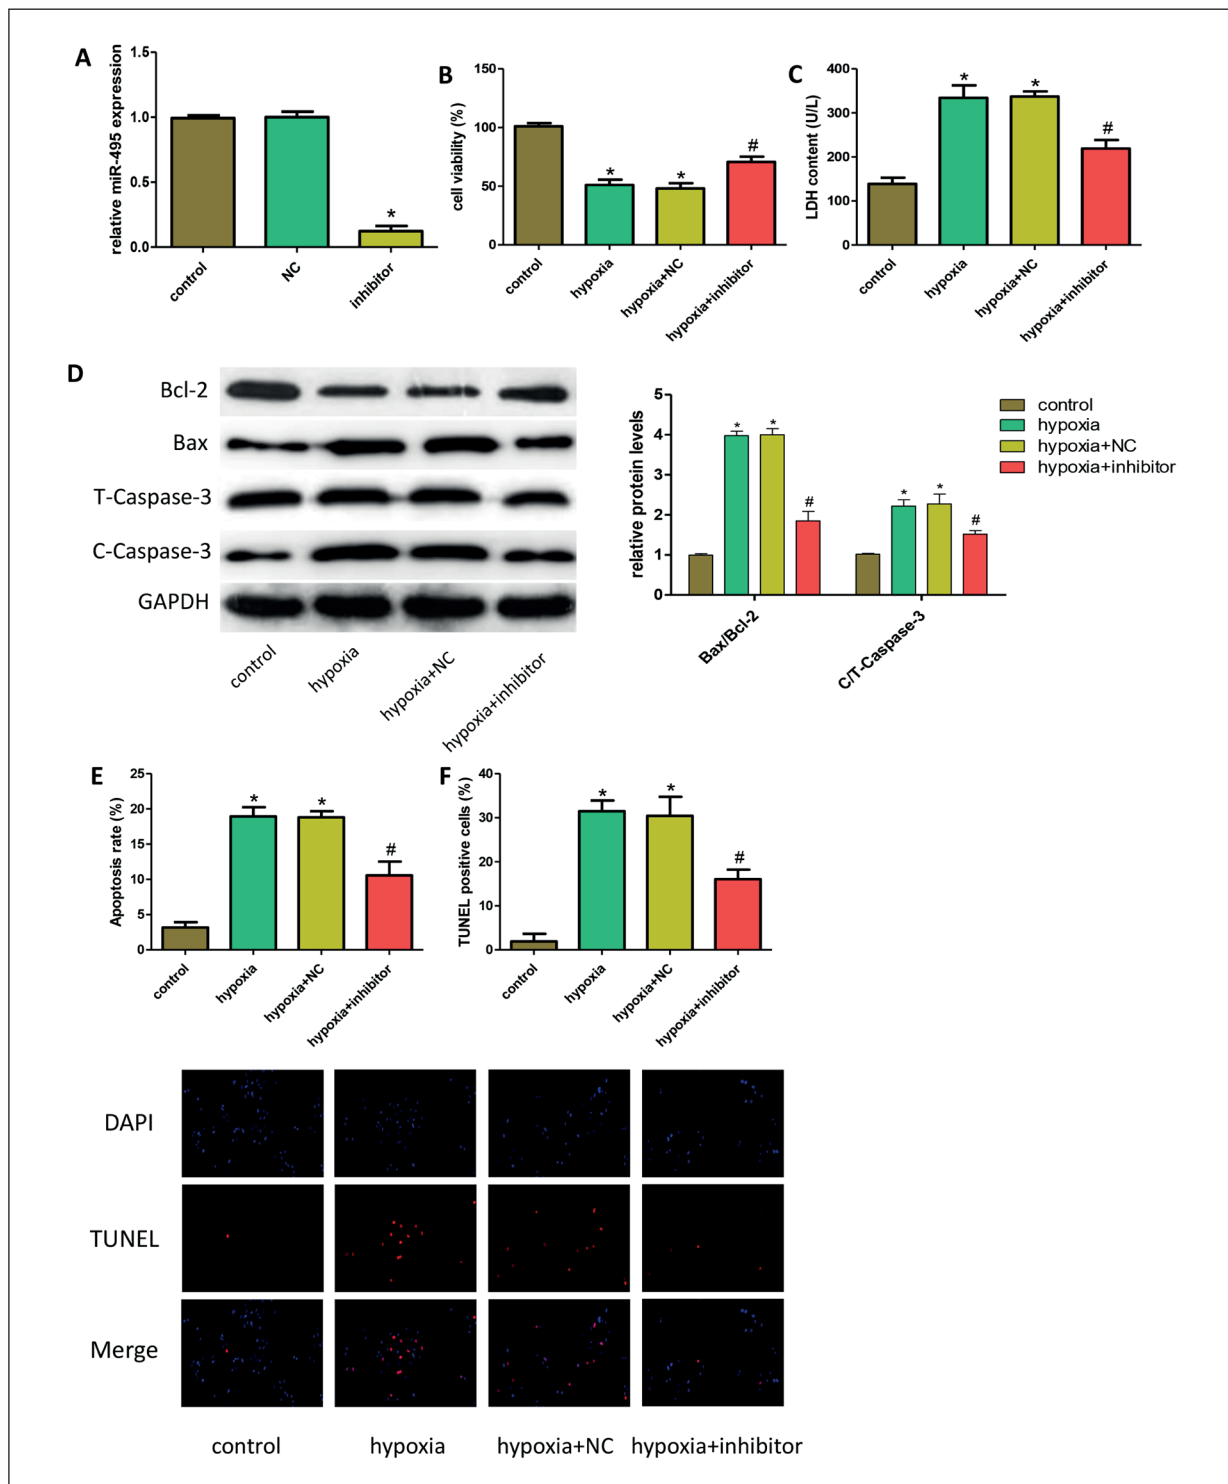 A
relative miR-495 expression
1.5
1.0
0.5
0.0
*
control
NC
inhibitor
B
cell viability (%)
150
100
50
0
*
*
#
control
hypoxia
hypoxia+NC
hypoxia+inhibitor
C
LDH content (U/L)
400
300
200
100
0
*
*
#
control
hypoxia
hypoxia+NC
hypoxia+inhibitor
D
Bcl-2
Bax
T-Caspase-3
C-Caspase-3
GAPDH
control
hypoxia
hypoxia+NC
hypoxia+inhibitor
relative protein levels
5
4
3
2
1
0
*
*
#
*
*
#
Bax/Bcl-2
C/T-Caspase-3
control
hypoxia
hypoxia+NC
hypoxia+inhibitor
E
Apoptosis rate (%)
25
20
15
10
5
0
*
*
#
control
hypoxia
hypoxia+NC
hypoxia+inhibitor
F
TUNEL positive cells (%)
40
30
20
10
0
*
*
#
control
hypoxia
hypoxia+NC
hypoxia+inhibitor
DAPI
TUNEL
Merge
control
hypoxia
hypoxia+NC
hypoxia+inhibitor